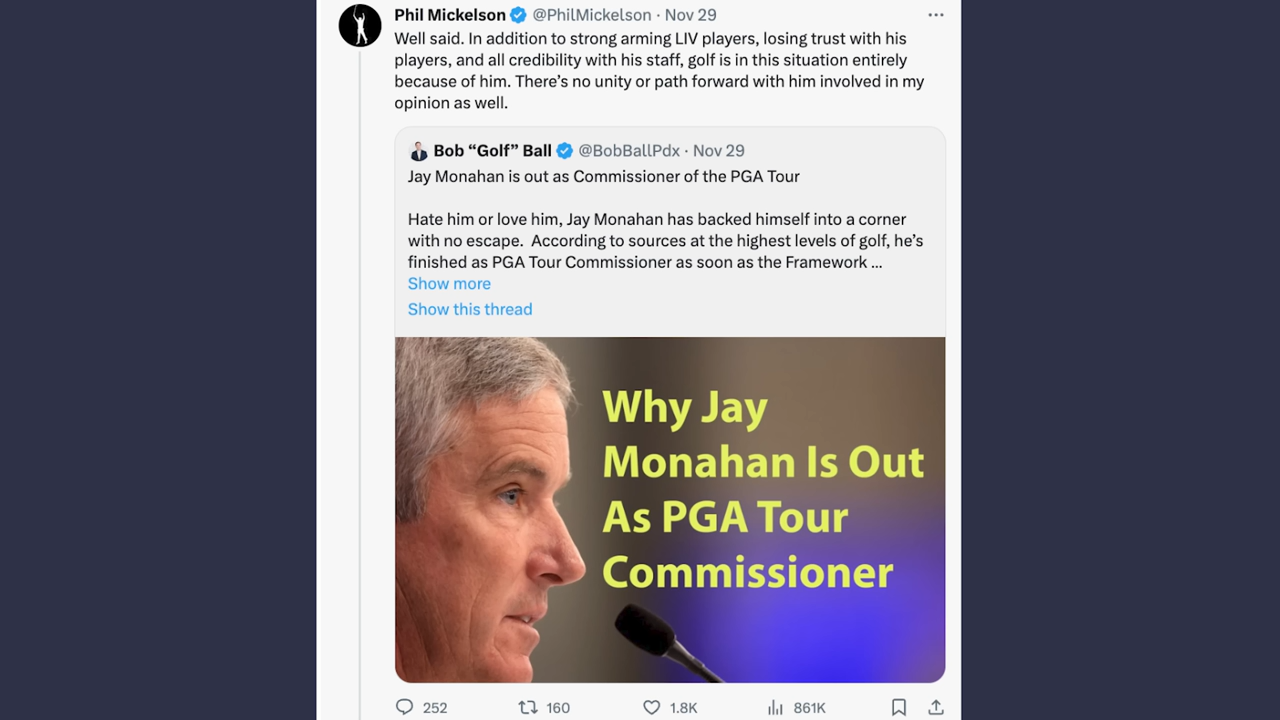 Phil Mickelson @PhilMickelson · Nov 29
Well said. In addition to strong arming LIV players, losing trust with his
players, and all credibility with his staff, golf is in this situation entirely
because of him. There’s no unity or path forward with him involved in my
opinion as well.
Bob “Golf” Ball @BobBallPdx · Nov 29
Jay Monahan is out as Commissioner of the PGA Tour
Hate him or love him, Jay Monahan has backed himself into a corner
with no escape.  According to sources at the highest levels of golf, he’s
finished as PGA Tour Commissioner as soon as the Framework ...
Show more
Show this thread
Why Jay
Monahan Is Out
As PGA Tour
Commissioner
252 160 1.8K 861K